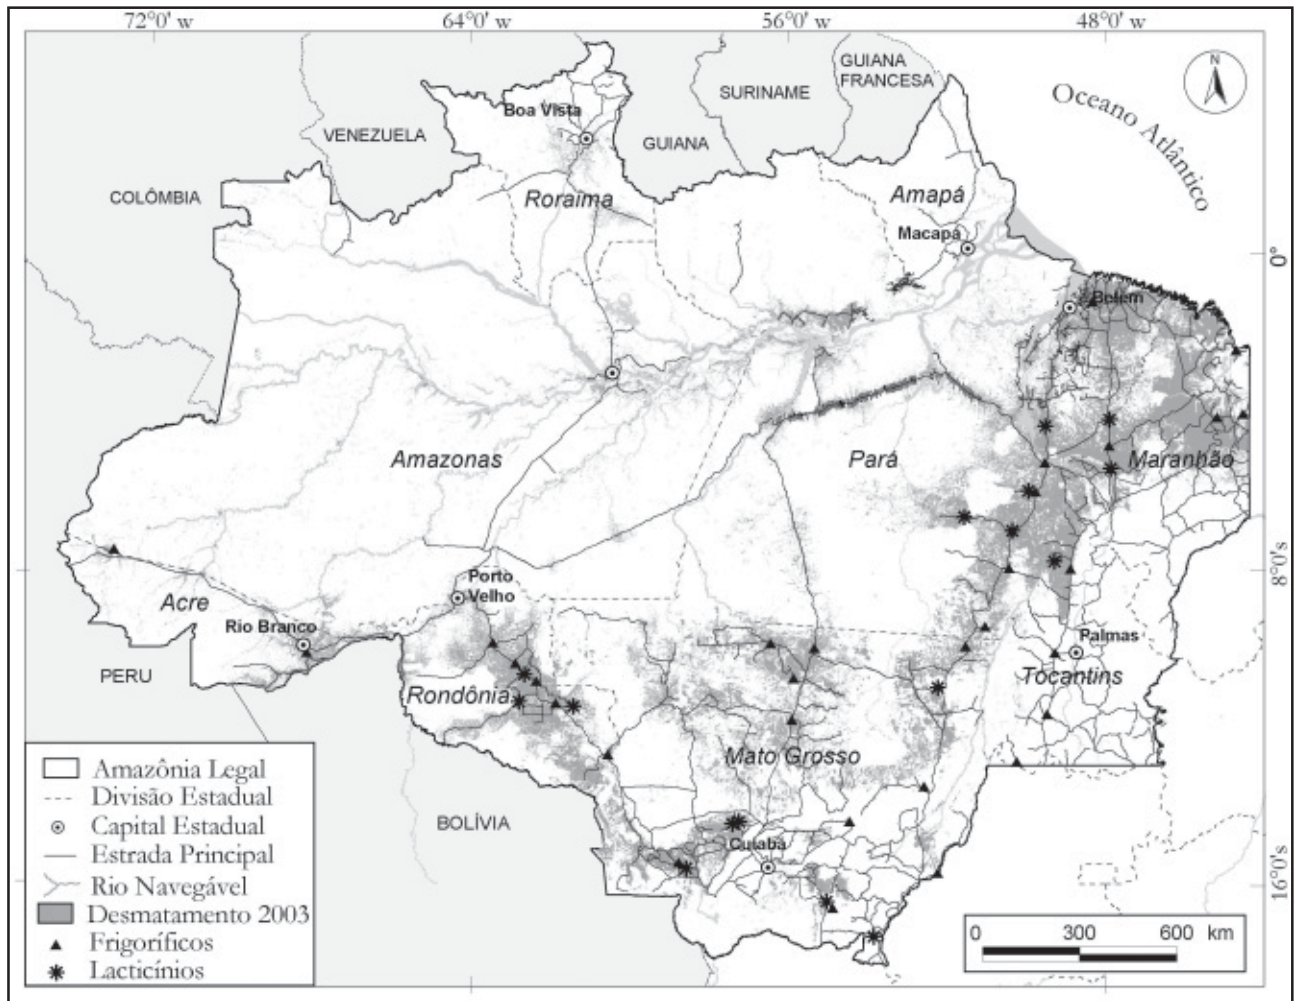 72°0' w
64°0' w
56°0' w
48°0' w
N
GUIANA
FRANCESA
SURINAME
Oceano Atlântico
Boa Vista
VENEZUELA
GUIANA
COLÔMBIA
Roraima
Amapá
Macapá
0°
Belém
Amazonas
Pará
Maranhão
8°0's
Porto
Velho
Acre
Rio Branco
Palmas
PERU
Rondônia
Tocantins
Mato Grosso
BOLÍVIA
Cuiabá
16°0's
Amazônia Legal
Divisão Estadual
Capital Estadual
Estrada Principal
Rio Navegável
Desmatamento 2003
Frigoríficos
Lacticínios
0 300 600 km